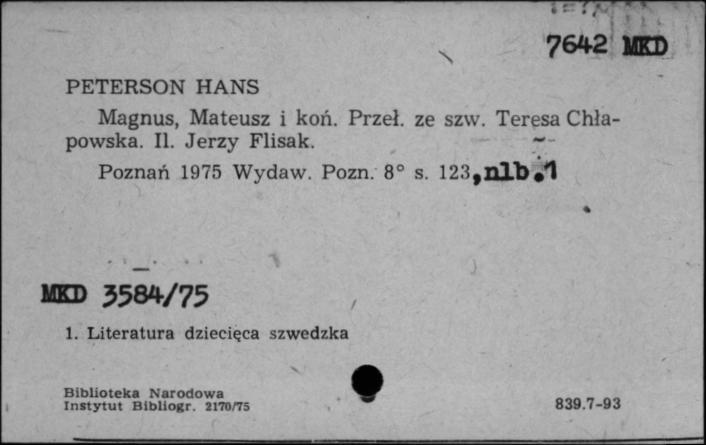 7642 MKD
PETERSON HANS
Magnus, Mateusz i koń. Przeł. ze szw. Teresa Chła-
powska. Il. Jerzy Flisak.
Poznań 1975 Wydaw. Pozn. 8° s. 123, nlb. 1
MKD 3584/75
1. Literatura dziecięca szwedzka
Biblioteka Narodowa
Instytut Bibliogr. 2170/75
839.7-93